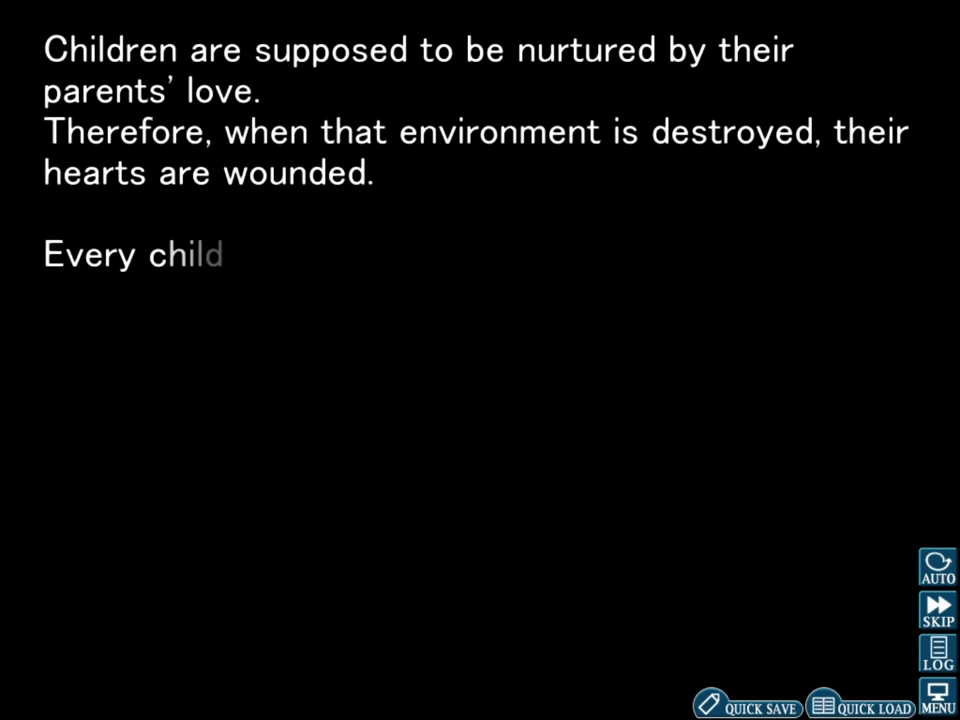 Children are supposed to be nurtured by their
parents’ love.
Therefore, when that environment is destroyed, their
hearts are wounded.
Every child
AUTO
SKIP
LOG
MENU
QUICK SAVE
QUICK LOAD